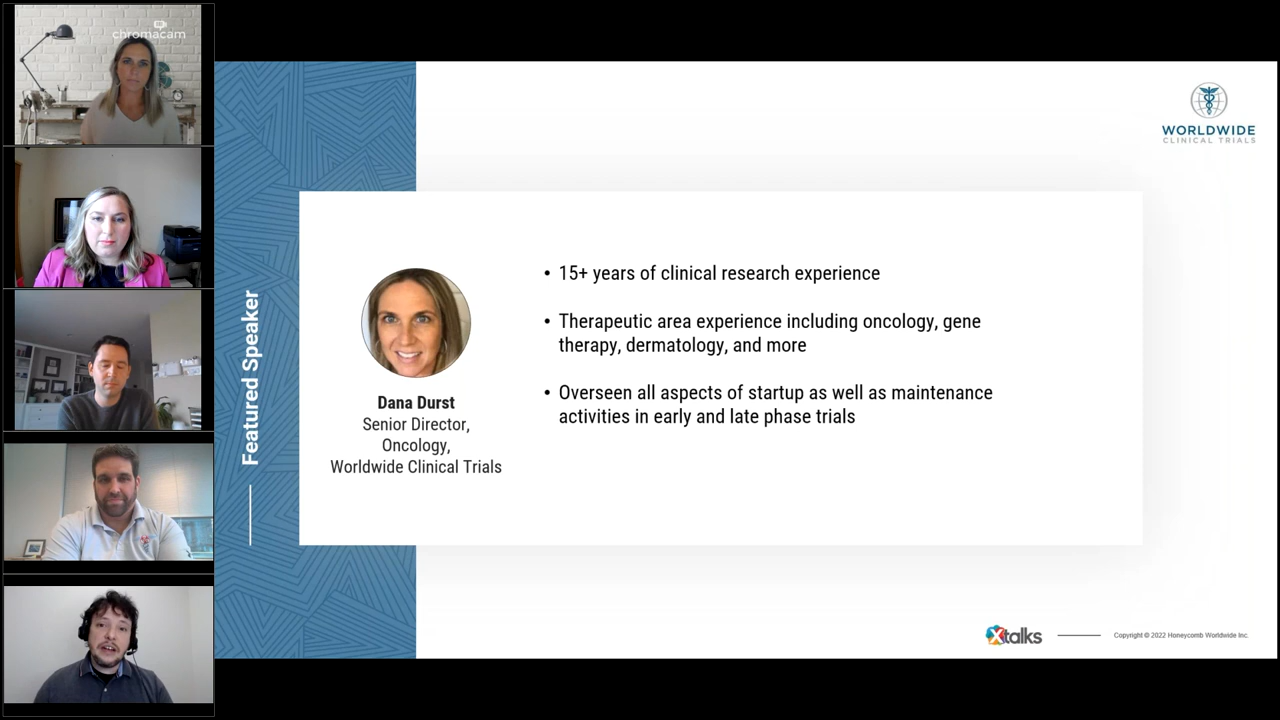 chromacam
Featured Speaker
WORLDWIDE
CLINICAL TRIALS
• 15+ years of clinical research experience
• Therapeutic area experience including oncology, gene
therapy, dermatology, and more
• Overseen all aspects of startup as well as maintenance
activities in early and late phase trials
Dana Durst
Senior Director,
Oncology,
Worldwide Clinical Trials
Xtalks
Copyright © 2022 Honeycomb Worldwide Inc.